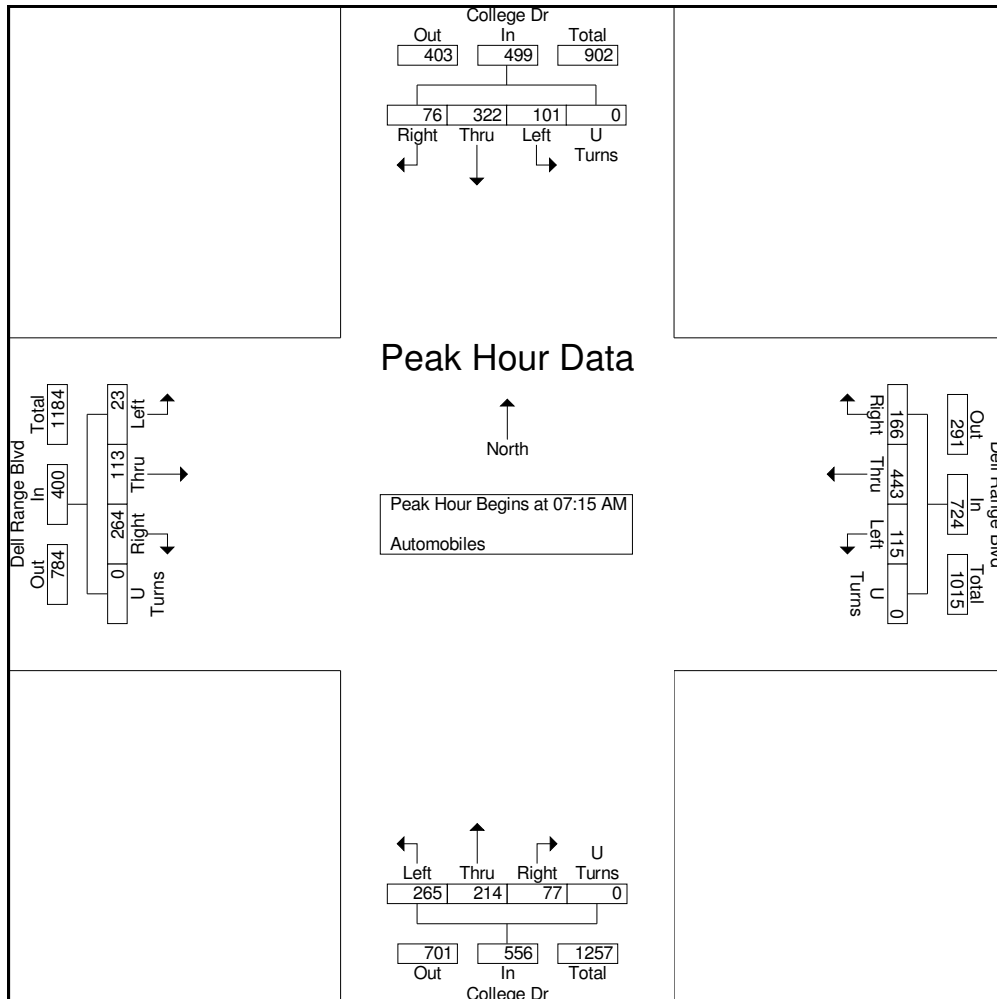 College Dr
Out In Total
403 499 902
76 322 101 0
Right Thru Left U
Turns
Peak Hour Data
North
Peak Hour Begins at 07:15 AM
Automobiles
Dell Range Blvd
Out In Total
784 400 1184
0 264 113 23
U Right Thru Left
Turns
Dell Range Blvd
Out In Total
291 724 1015
166 443 115 0
Right Thru Left U
Turns
U
Left Thru Right Turns
265 214 77 0
701 556 1257
Out In Total
College Dr